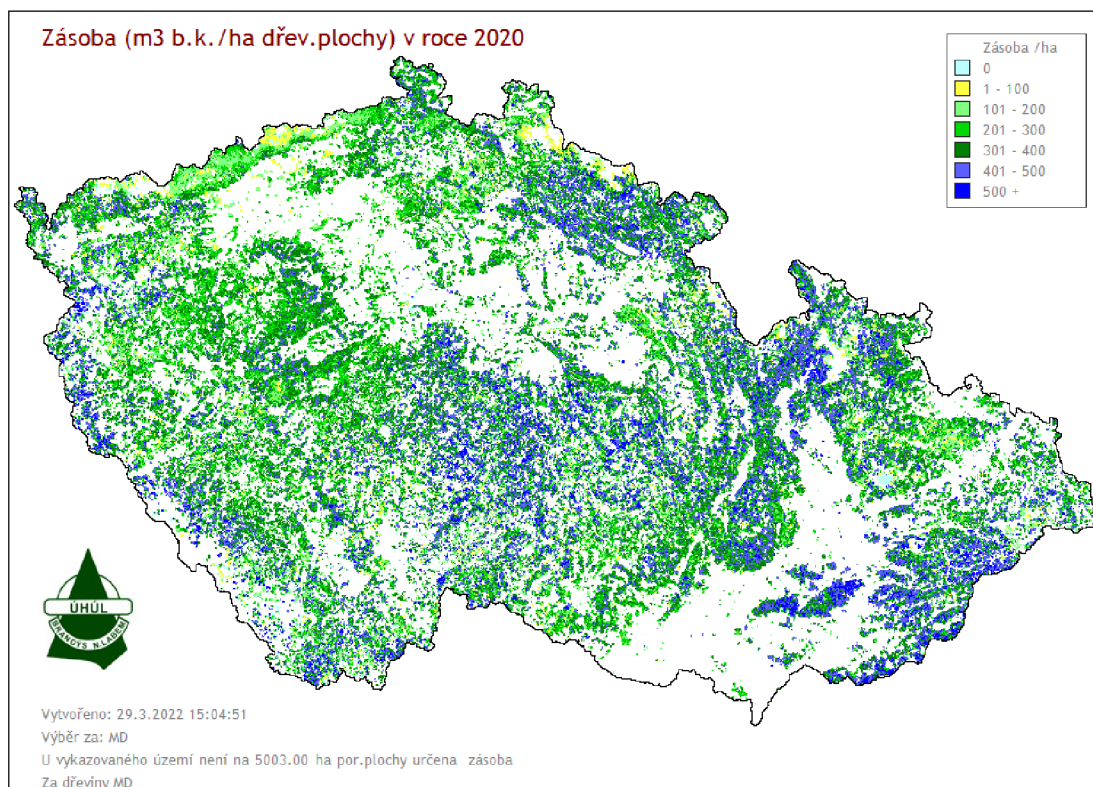 Zásoba (m3 b.k./ha dřev.plochy) v roce 2020
Zásoba /ha
0
1 - 100
101 - 200
201 - 300
301 - 400
401 - 500
500 +
ÚHÚL
BRANDÝS N.LABEM
Vytvořeno: 29.3.2022 15:04:51
Výběr za: MD
U vykazovaného území není na 5003.00 ha por.plochy určena zásoba
Za dřeviny MD